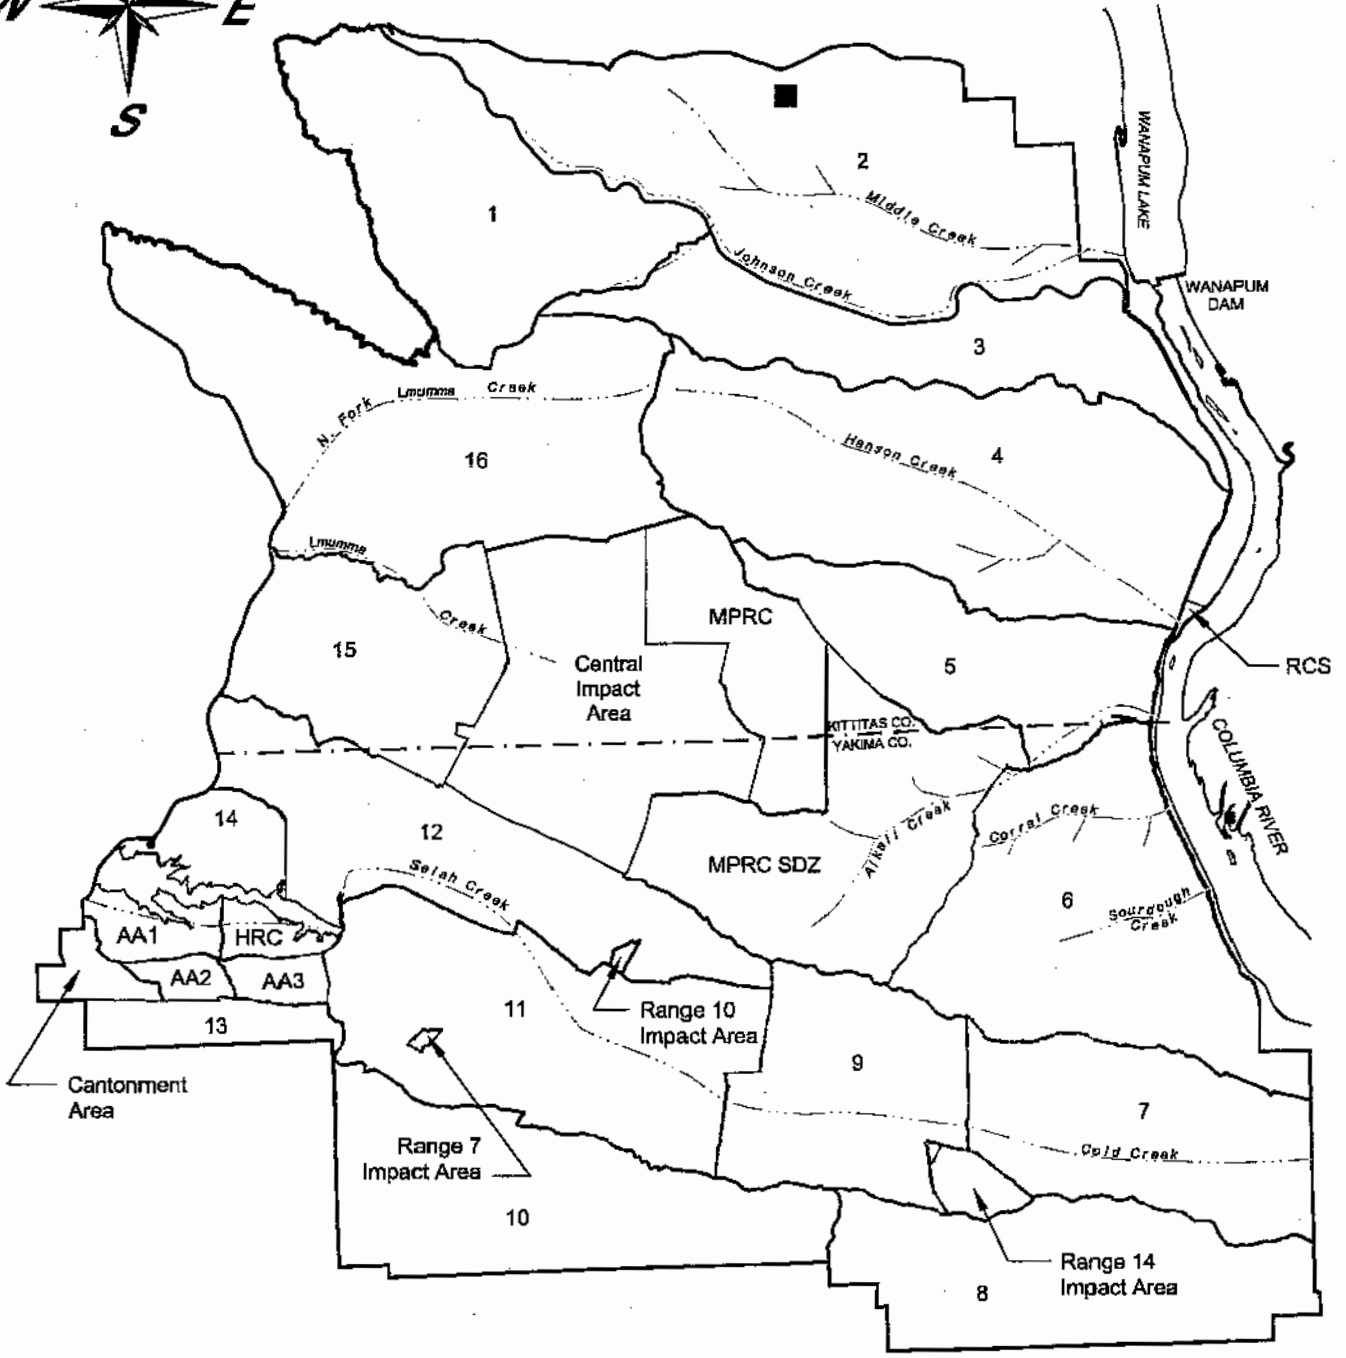 W E
S
WANAPUM LAKE
2
Middle Creek
1
Johnson Creek
WANAPUM
DAM
3
Lmumma Creek
N. Fork
4
Hanson Creek
16
Lmumma
Creek
MPRC
15
Central
Impact
Area
5
RCS
KITTITAS CO.
YAKIMA CO.
COLUMBIA RIVER
14
12
Alkali Creek
Corral Creek
MPRC SDZ
Selah Creek
6
Sourdough
Creek
AA1
HRC
AA2
AA3
11
Range 10
Impact Area
13
9
Cantonment
Area
7
Range 7
Impact Area
Cold Creek
10
Range 14
Impact Area
8